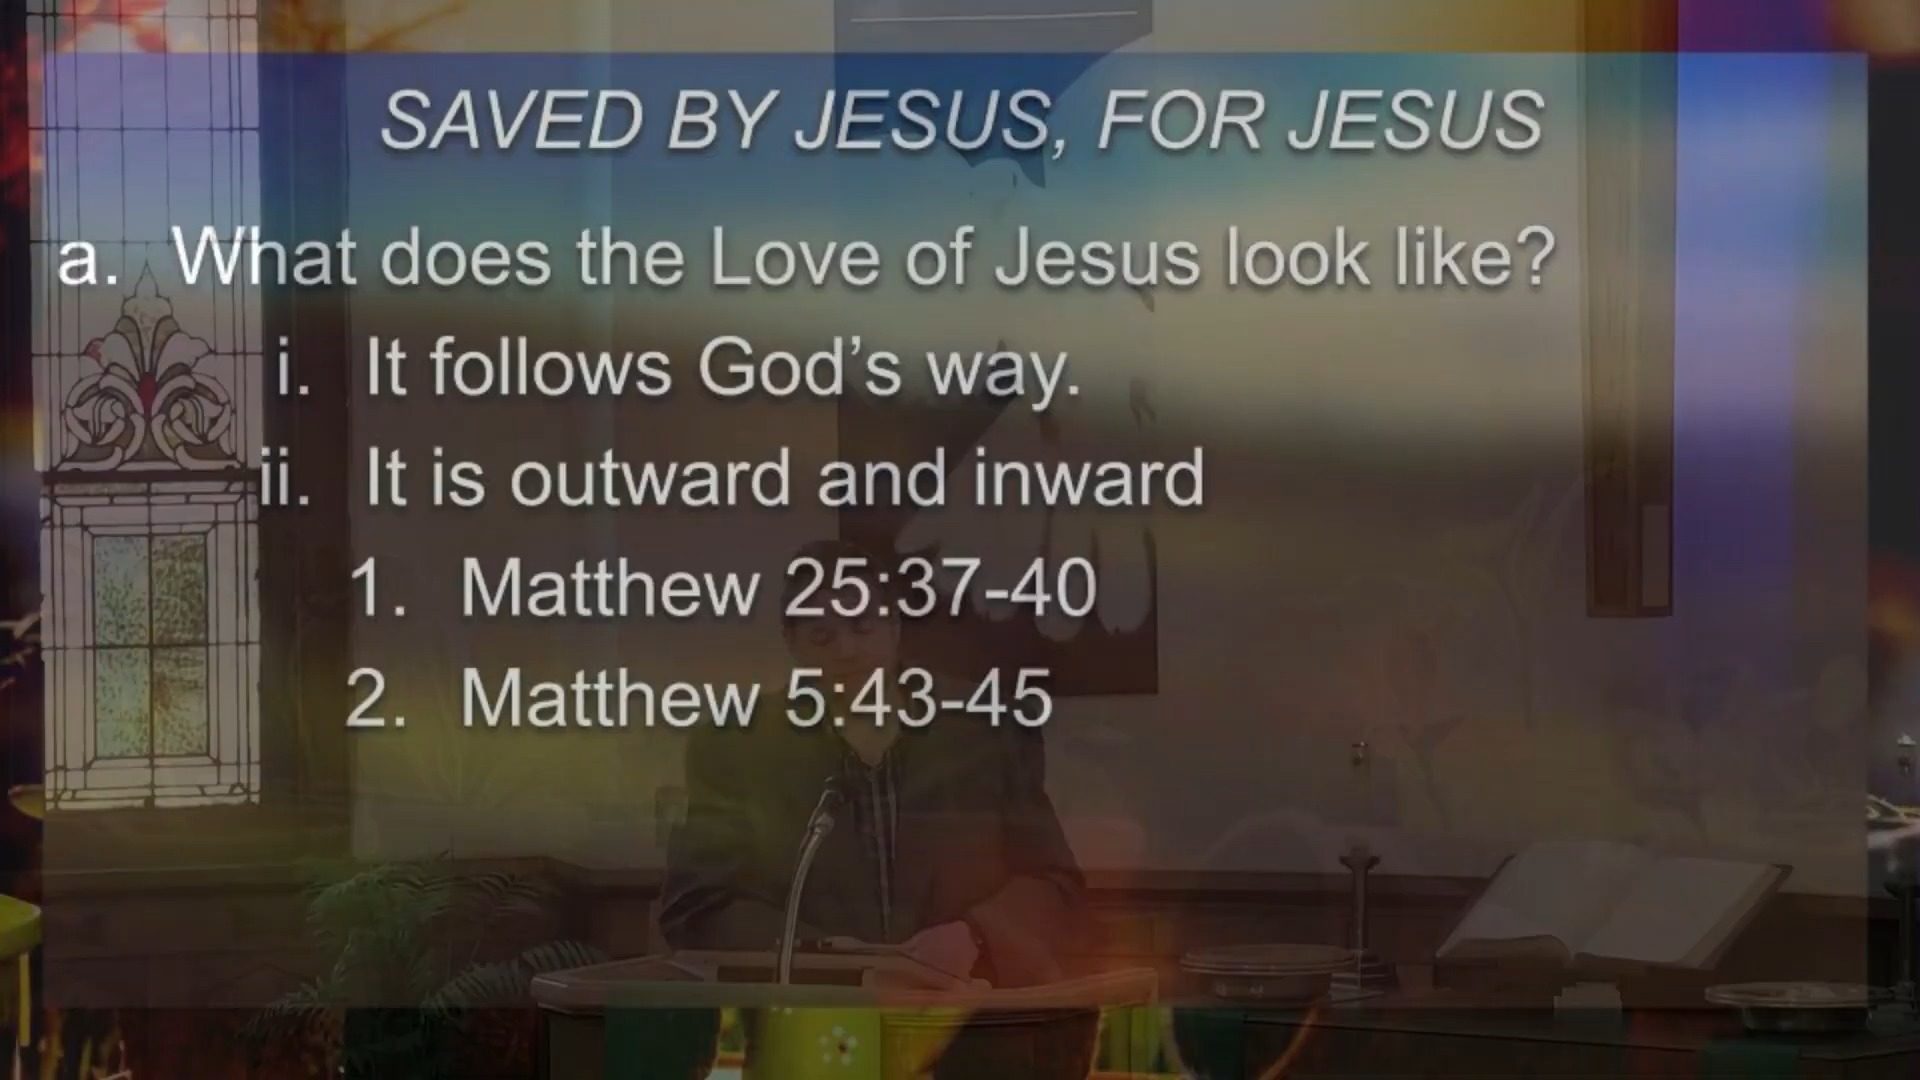 SAVED BY JESUS, FOR JESUS
a. What does the Love of Jesus look like?
i. It follows God’s way.
ii. It is outward and inward
1. Matthew 25:37-40
2. Matthew 5:43-45